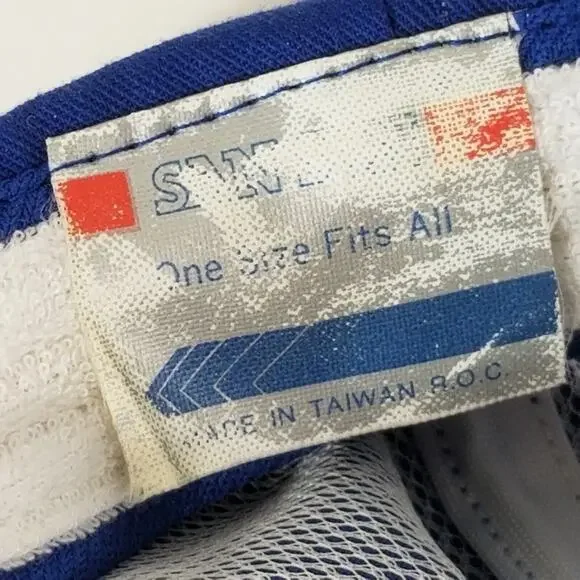 One Size Fits All
MADE IN TAIWAN R.O.C.